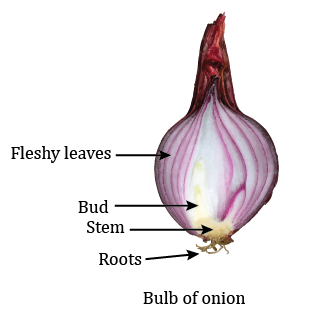 Fleshy leaves
Bud
Stem
Roots
Bulb of onion